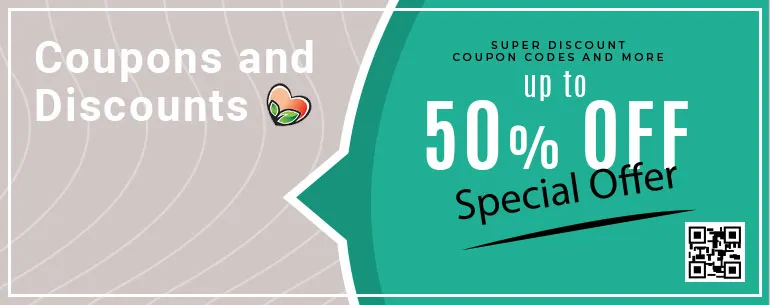 Coupons and
Discounts
SUPER DISCOUNT
COUPON CODES AND MORE
up to
50% OFF
Special Offer